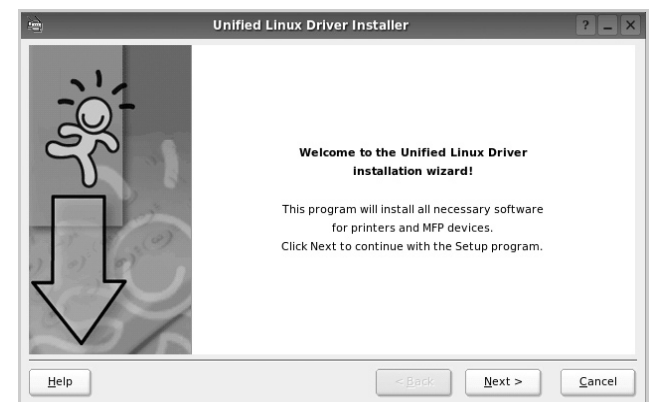 Unified Linux Driver Installer
Welcome to the Unified Linux Driver
installation wizard!
This program will install all necessary software
for printers and MFP devices.
Click Next to continue with the Setup program.
Help
< Back
Next >
Cancel